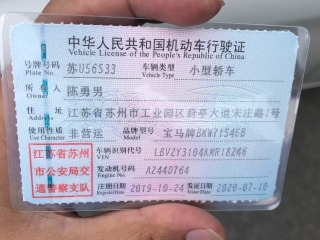 中华人民共和国机动车行驶证
Vehicle License of the People's Republic of China
号牌号码 苏U56S33 车辆类型 小型轿车
Plate No. Vehicle Type
所有人 陈勇男
Owner
住址 江苏省苏州市工业园区蔚亭大道宋庄路1号
Address
使用性质 非营运 品牌型号 宝马牌BMW7154EB
Use Character Model
江苏省苏州 车辆识别代号 LBV2Y3104KMR18246
VIN
市公安局交 发动机号码 A2440764
Engine No.
通警察支队 注册日期 2019-10-24 发证日期 2020-07-10
Register Date Issue Date